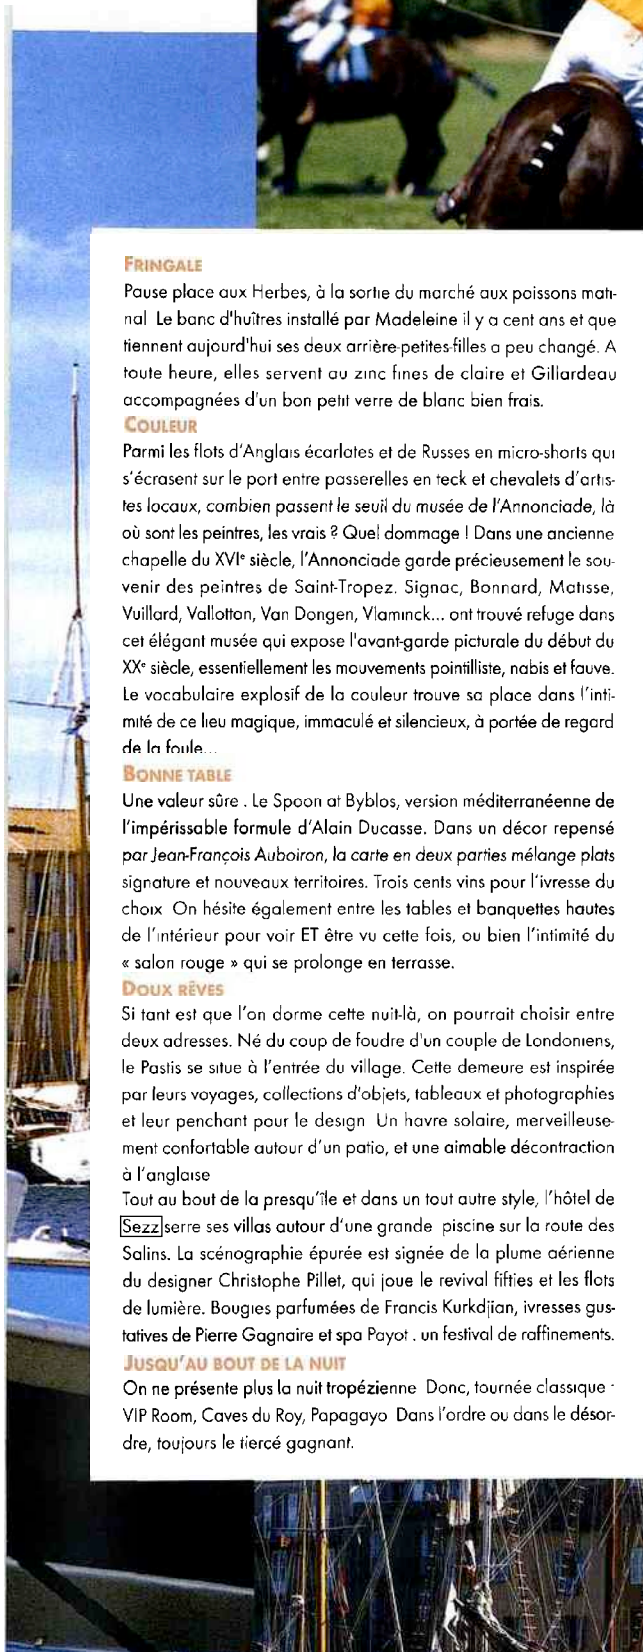 FRINGALE
Pause place aux Herbes, à la sortie du marché aux poissons mati-
nal Le banc d'huîtres installé par Madeleine il y a cent ans et que
tiennent aujourd'hui ses deux arrière-petites-filles a peu changé. A
toute heure, elles servent au zinc fines de claire et Gillardeau
accompagnées d'un bon petit verre de blanc bien frais.
COULEUR
Parmi les flots d'Anglais écarlates et de Russes en micro-shorts qui
s'écrasent sur le port entre passerelles en teck et chevalets d'artis-
tes locaux, combien passent le seuil du musée de l'Annonciade, là
où sont les peintres, les vrais ? Quel dommage ! Dans une ancienne
chapelle du XVIe siècle, l'Annonciade garde précieusement le sou-
venir des peintres de Saint-Tropez. Signac, Bonnard, Matisse,
Vuillard, Vallotton, Van Dongen, Vlaminck... ont trouvé refuge dans
cet élégant musée qui expose l'avant-garde picturale du début du
XXe siècle, essentiellement les mouvements pointilliste, nabis et fauve.
Le vocabulaire explosif de la couleur trouve sa place dans l'inti-
mité de ce lieu magique, immaculé et silencieux, à portée de regard
de la foule...
BONNE TABLE
Une valeur sûre . Le Spoon at Byblos, version méditerranéenne de
l'impérissable formule d'Alain Ducasse. Dans un décor repensé
par Jean-François Auboiron, la carte en deux parties mélange plats
signature et nouveaux territoires. Trois cents vins pour l'ivresse du
choix On hésite également entre les tables et banquettes hautes
de l'intérieur pour voir ET être vu cette fois, ou bien l'intimité du
« salon rouge » qui se prolonge en terrasse.
DOUX RÊVES
Si tant est que l'on dorme cette nuit-là, on pourrait choisir entre
deux adresses. Né du coup de foudre d'un couple de Londoniens,
le Pastis se situe à l'entrée du village. Cette demeure est inspirée
par leurs voyages, collections d'objets, tableaux et photographies
et leur penchant pour le design Un havre solaire, merveilleuse-
ment confortable autour d'un patio, et une aimable décontraction
à l'anglaise
Tout au bout de la presqu'île et dans un tout autre style, l'hôtel de
Sezz serre ses villas autour d'une grande piscine sur la route des
Salins. La scénographie épurée est signée de la plume aérienne
du designer Christophe Pillet, qui joue le revival fifties et les flots
de lumière. Bougies parfumées de Francis Kurkdjian, ivresses gus-
tatives de Pierre Gagnaire et spa Payot . un festival de raffinements.
JUSQU'AU BOUT DE LA NUIT
On ne présente plus la nuit tropézienne Donc, tournée classique ·
VIP Room, Caves du Roy, Papagayo Dans l'ordre ou dans le désor-
dre, toujours le tiercé gagnant.